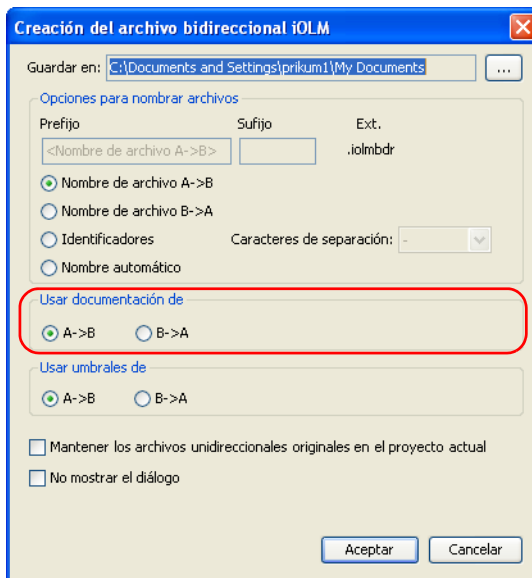 Creación del archivo bidireccional iOLM
Guardar en: C:\Documents and Settings\prikum1\My Documents ...
Opciones para nombrar archivos
Prefijo Sufijo Ext.
<Nombre de archivo A->B> .iolmbdr
Nombre de archivo A->B
Nombre de archivo B->A
Identificadores Caracteres de separación: -
Nombre automático
Usar documentación de
A->B B->A
Usar umbrales de
A->B B->A
Mantener los archivos unidireccionales originales en el proyecto actual
No mostrar el diálogo
Aceptar Cancelar